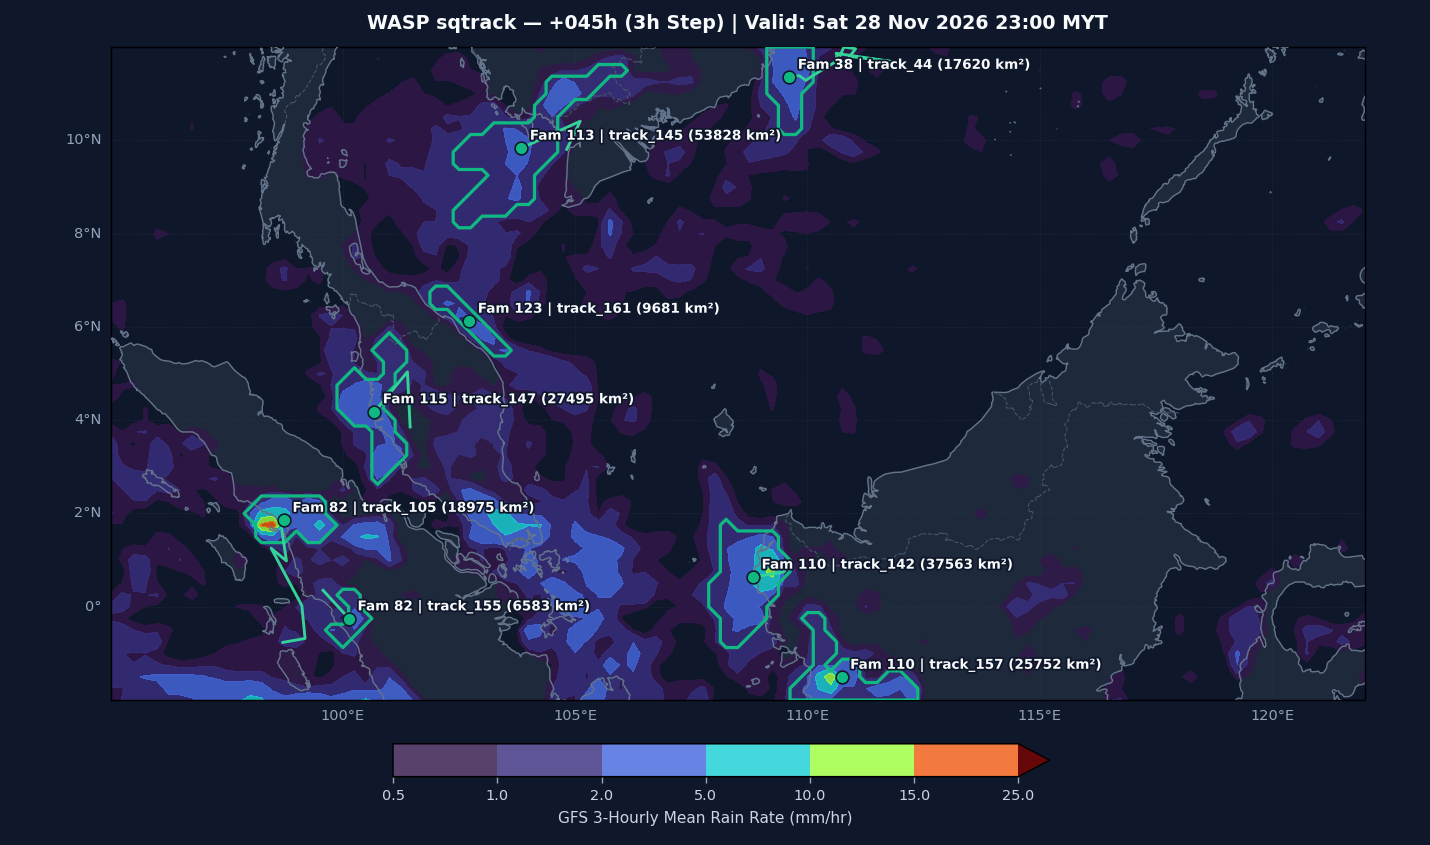 WASP sqtrack — +045h (3h Step) | Valid: Sat 28 Nov 2026 23:00 MYT
Fam 38 | track_44 (17620 km²)
10°N
Fam 113 | track_145 (53828 km²)
8°N
6°N
Fam 123 | track_161 (9681 km²)
4°N
Fam 115 | track_147 (27495 km²)
2°N
Fam 82 | track_105 (18975 km²)
Fam 110 | track_142 (37563 km²)
0°
Fam 82 | track_155 (6583 km²)
Fam 110 | track_157 (25752 km²)
100°E 105°E 110°E 115°E 120°E
0.5 1.0 2.0 5.0 10.0 15.0 25.0
GFS 3-Hourly Mean Rain Rate (mm/hr)